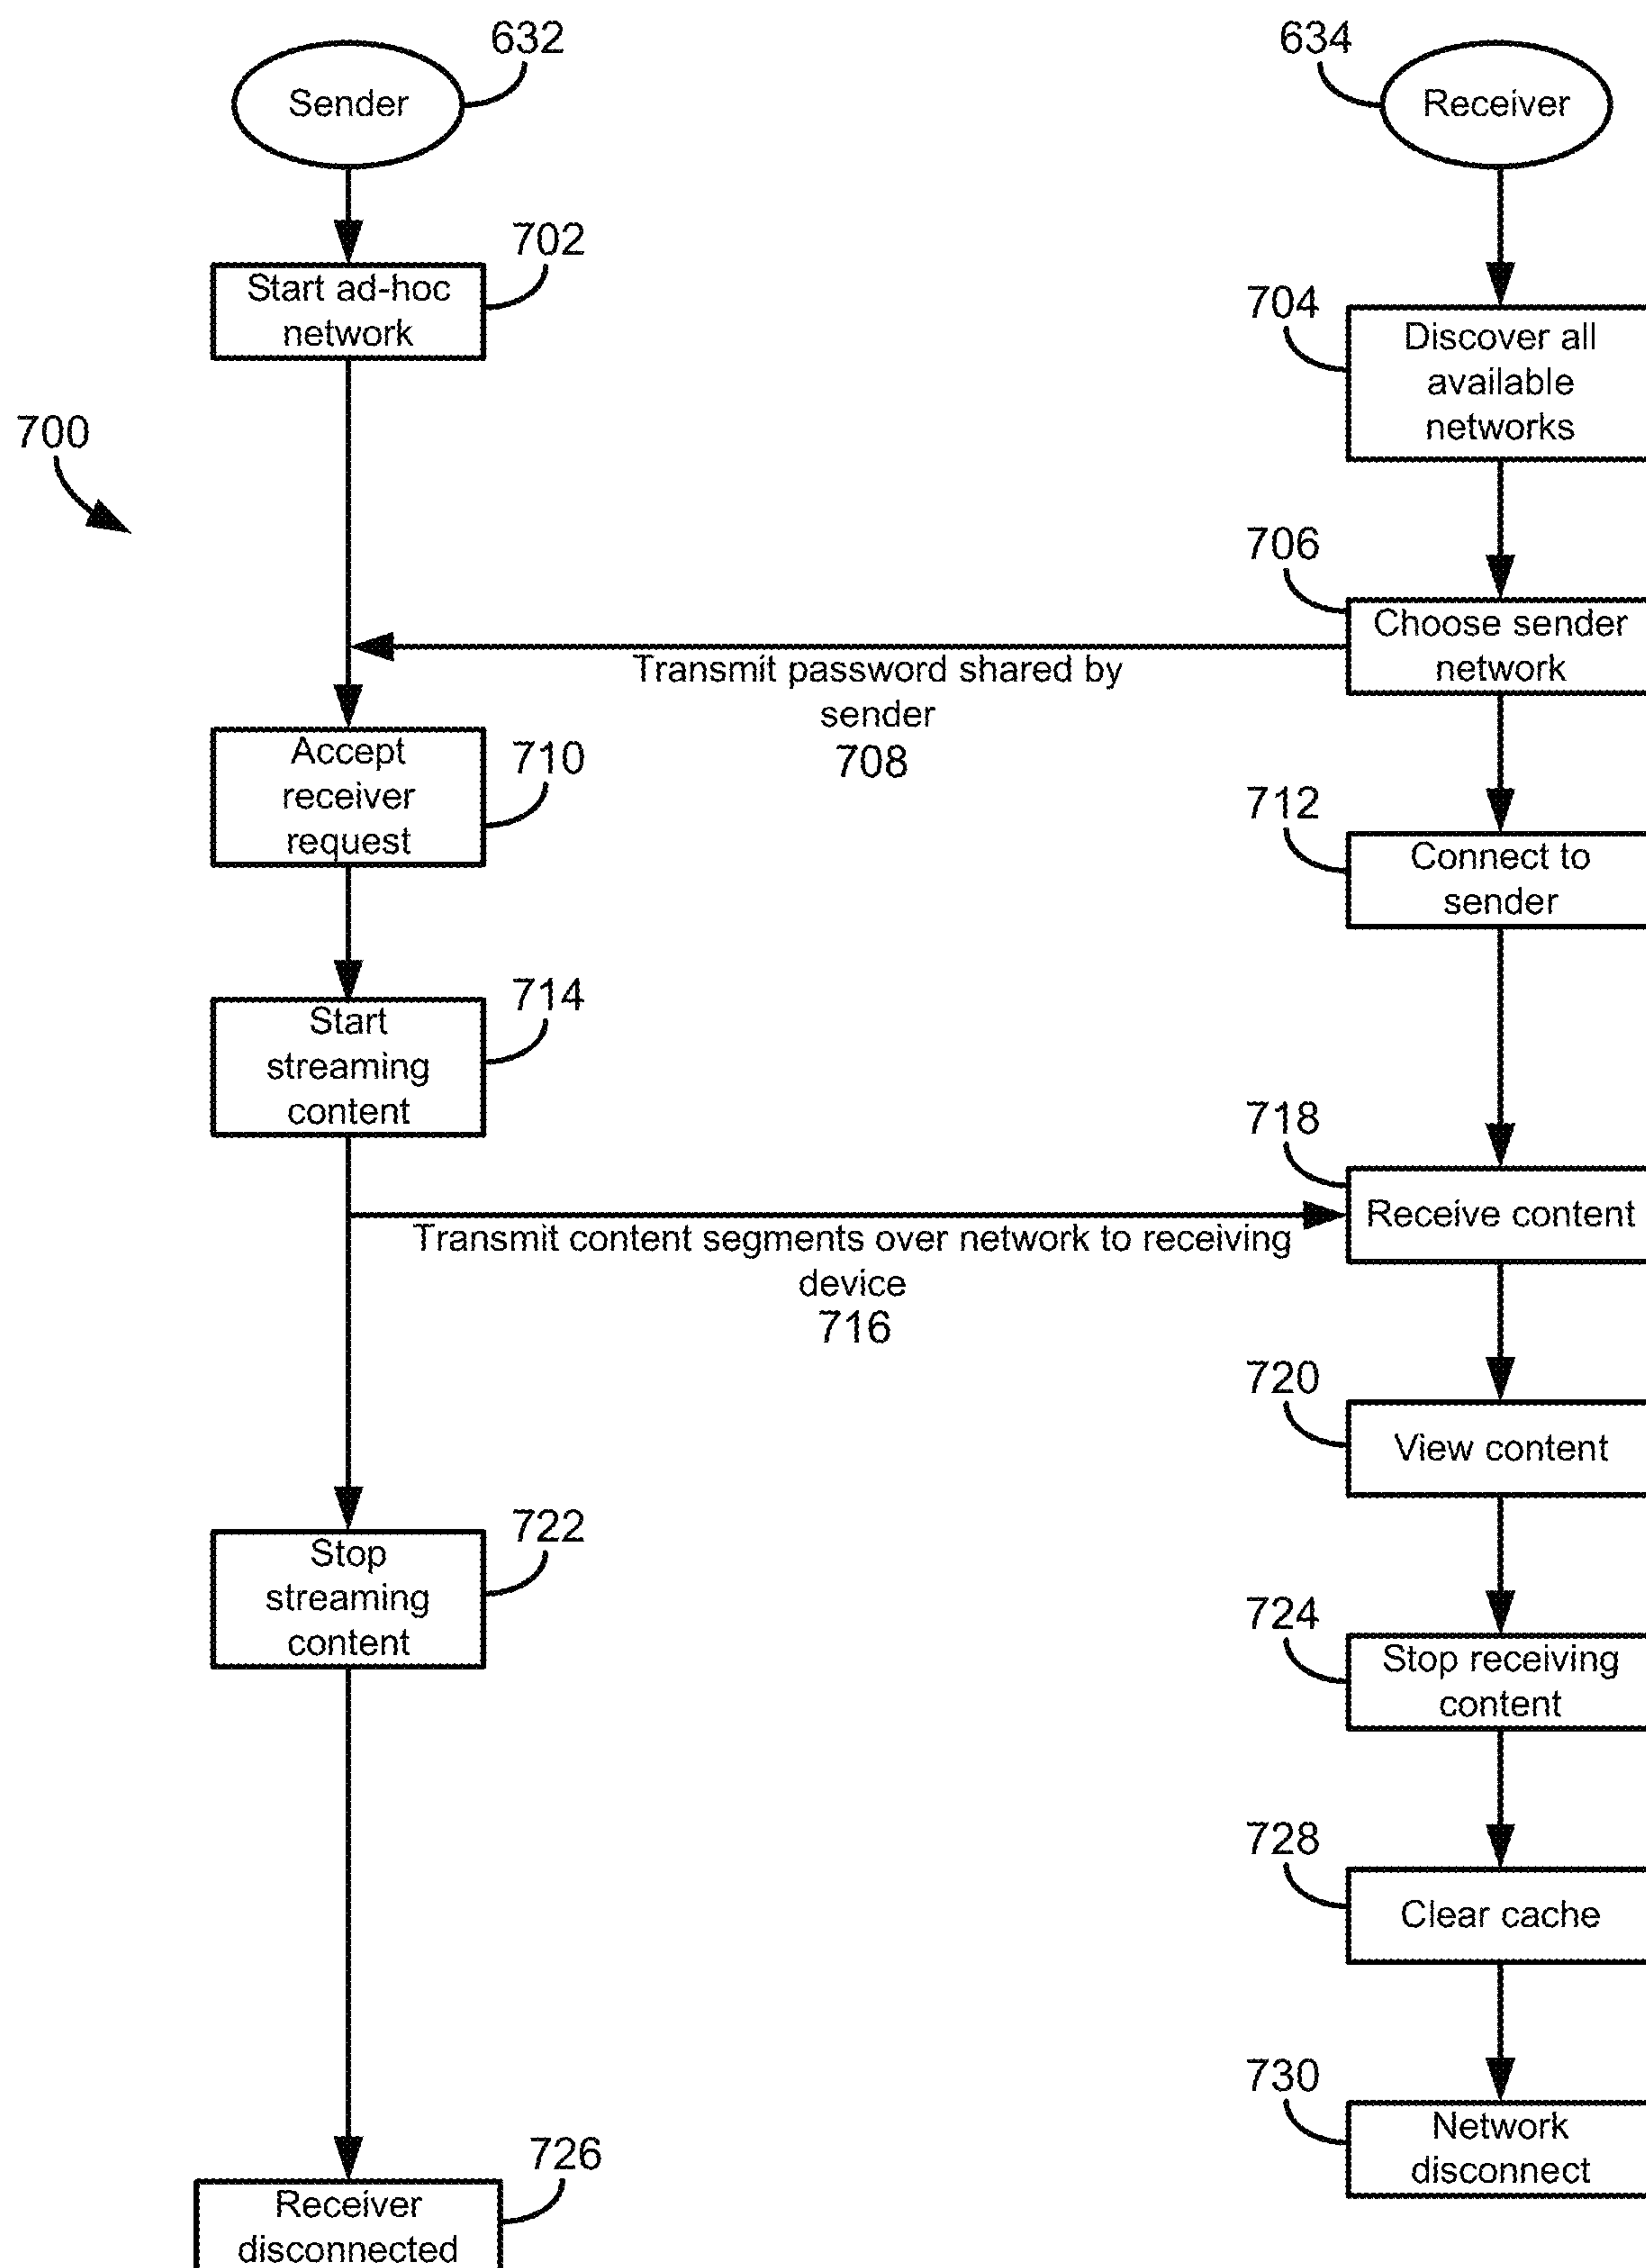 632
634
Sender
Receiver
702
Start ad-hoc
network
704
Discover all
available
networks
700
706
Choose sender
network
Transmit password shared by
sender
708
Accept
receiver
request
710
712
Connect to
sender
714
Start
streaming
content
718
Receive content
Transmit content segments over network to receiving
device
716
720
View content
722
Stop
streaming
content
724
Stop receiving
content
728
Clear cache
730
Network
disconnect
726
Receiver
disconnected